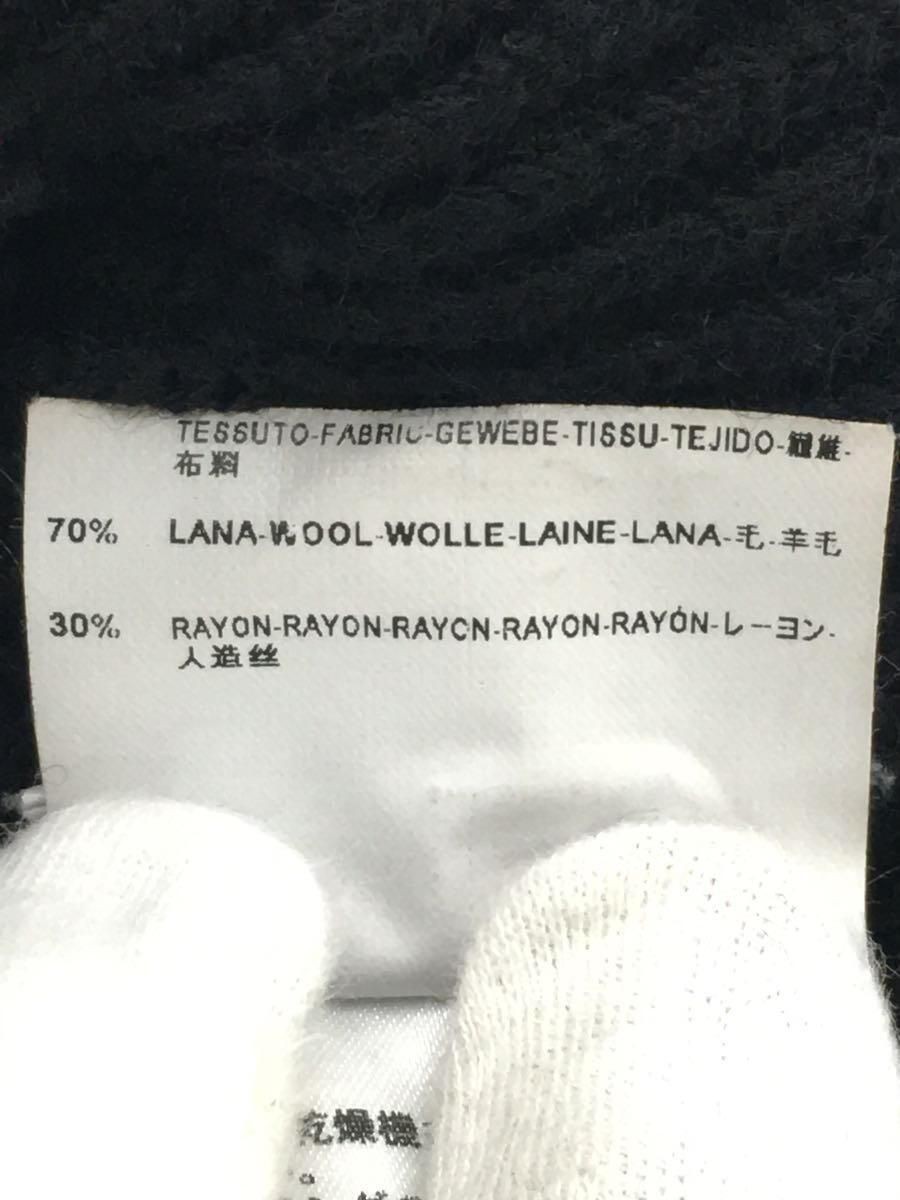 TESSUTO-FABRIC-GEWEBE-TISSU-TEJIDO-繊維-
布料
70% LANA-WOOL-WOLLE-LAINE-LANA-毛-羊毛
30% RAYON-RAYON-RAYON-RAYON-RAYÓN-レーヨン-
人造丝
乾燥機